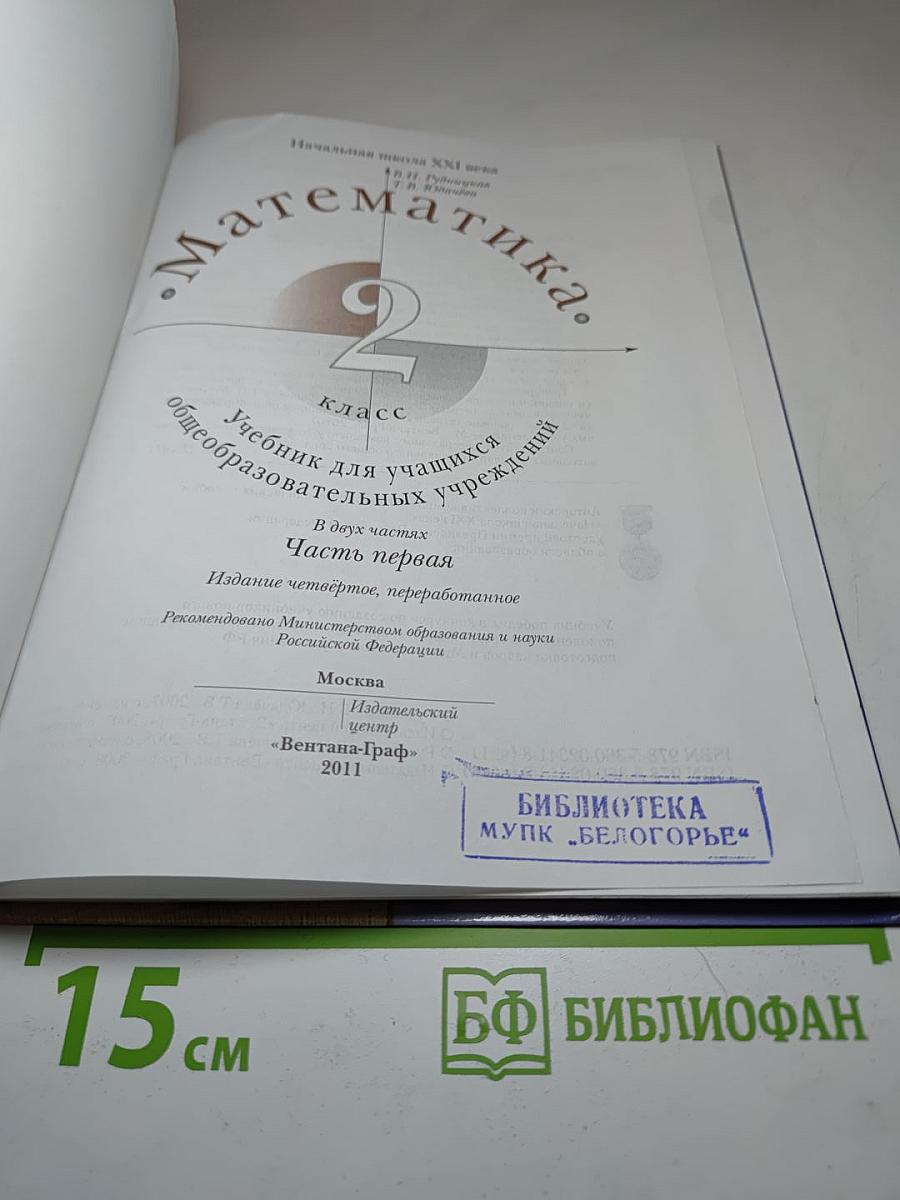 Начальная школа XXI века
В.Н. Рудницкая
Т.В. Юдачёва
Математика
2
класс
Учебник для учащихся
общеобразовательных учреждений
В двух частях
Часть первая
Издание четвёртое, переработанное
Рекомендовано Министерством образования и науки
Российской Федерации
Москва
Издательский
центр
«Вентана-Граф»
2011
БИБЛИОТЕКА
МУПК „БЕЛОГОРЬЕ“
15 см
БФ БИБЛИОФАН